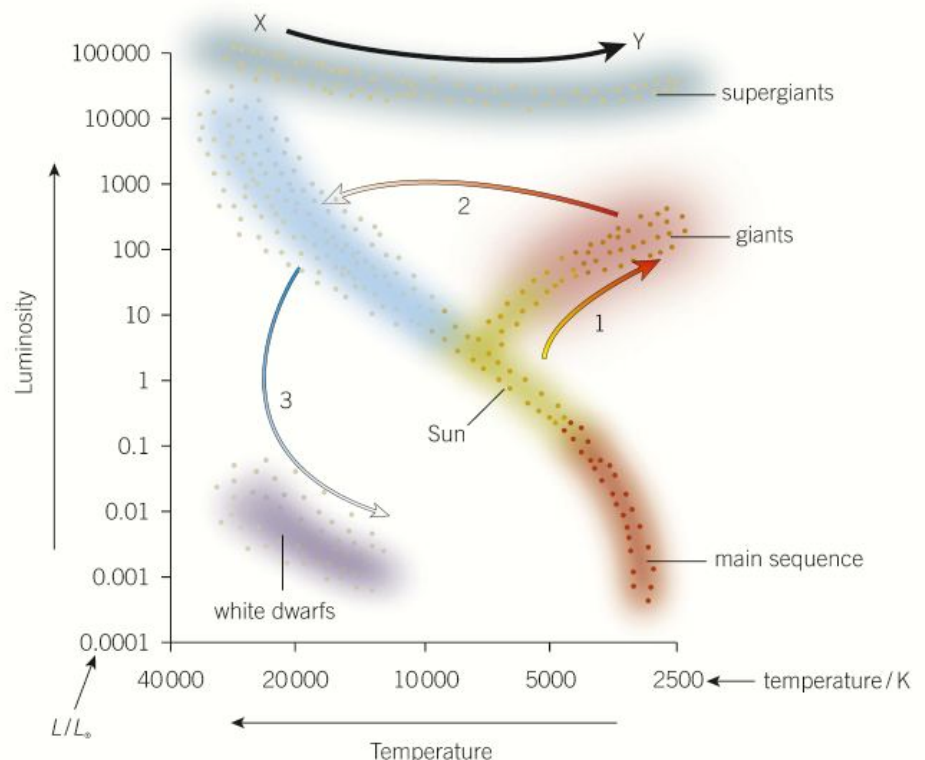 X
Y
100000
supergiants
10000
1000
2
giants
100
10
1
Luminosity
1
3
Sun
0.1
0.01
main sequence
0.001
white dwarfs
0.0001
40000 20000 10000 5000 2500 temperature/K
L/L⊙
Temperature